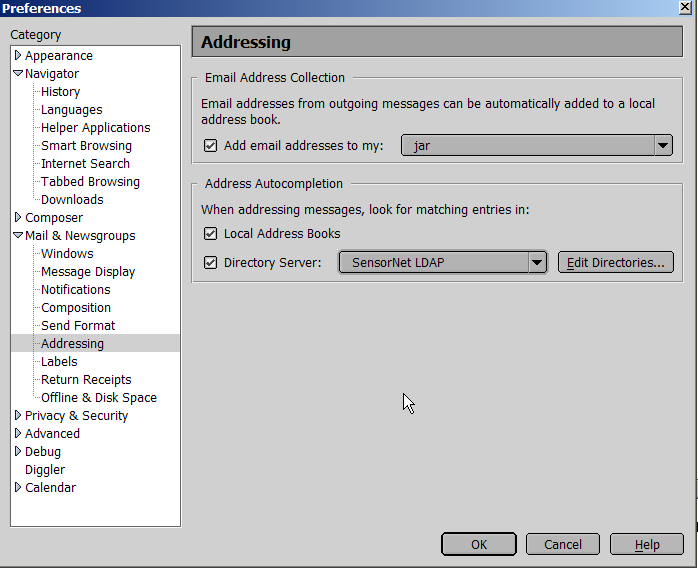 Preferences
Category
Appearance
Navigator
History
Languages
Helper Applications
Smart Browsing
Internet Search
Tabbed Browsing
Downloads
Composer
Mail & Newsgroups
Windows
Message Display
Notifications
Composition
Send Format
Addressing
Labels
Return Receipts
Offline & Disk Space
Privacy & Security
Advanced
Debug
Diggler
Calendar
Addressing
Email Address Collection
Email addresses from outgoing messages can be automatically added to a local
address book.
Add email addresses to my: jar
Address Autocompletion
When addressing messages, look for matching entries in:
Local Address Books
Directory Server: SensorNet LDAP Edit Directories...
OK Cancel Help